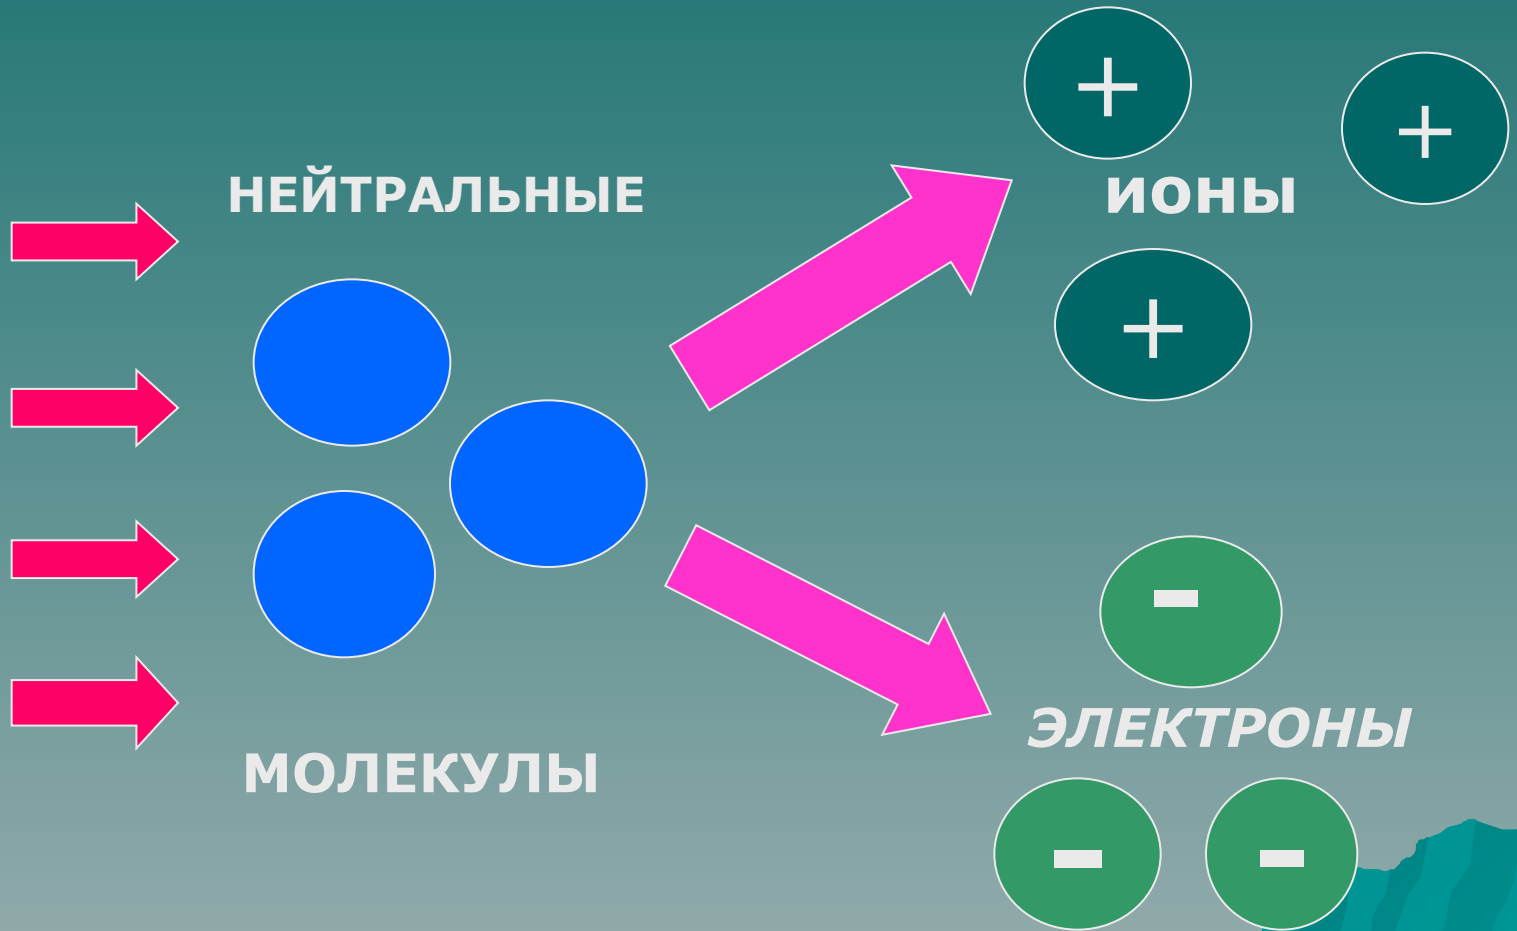 НЕЙТРАЛЬНЫЕ
МОЛЕКУЛЫ
+
+
ИОНЫ
+
-
ЭЛЕКТРОНЫ
-
-